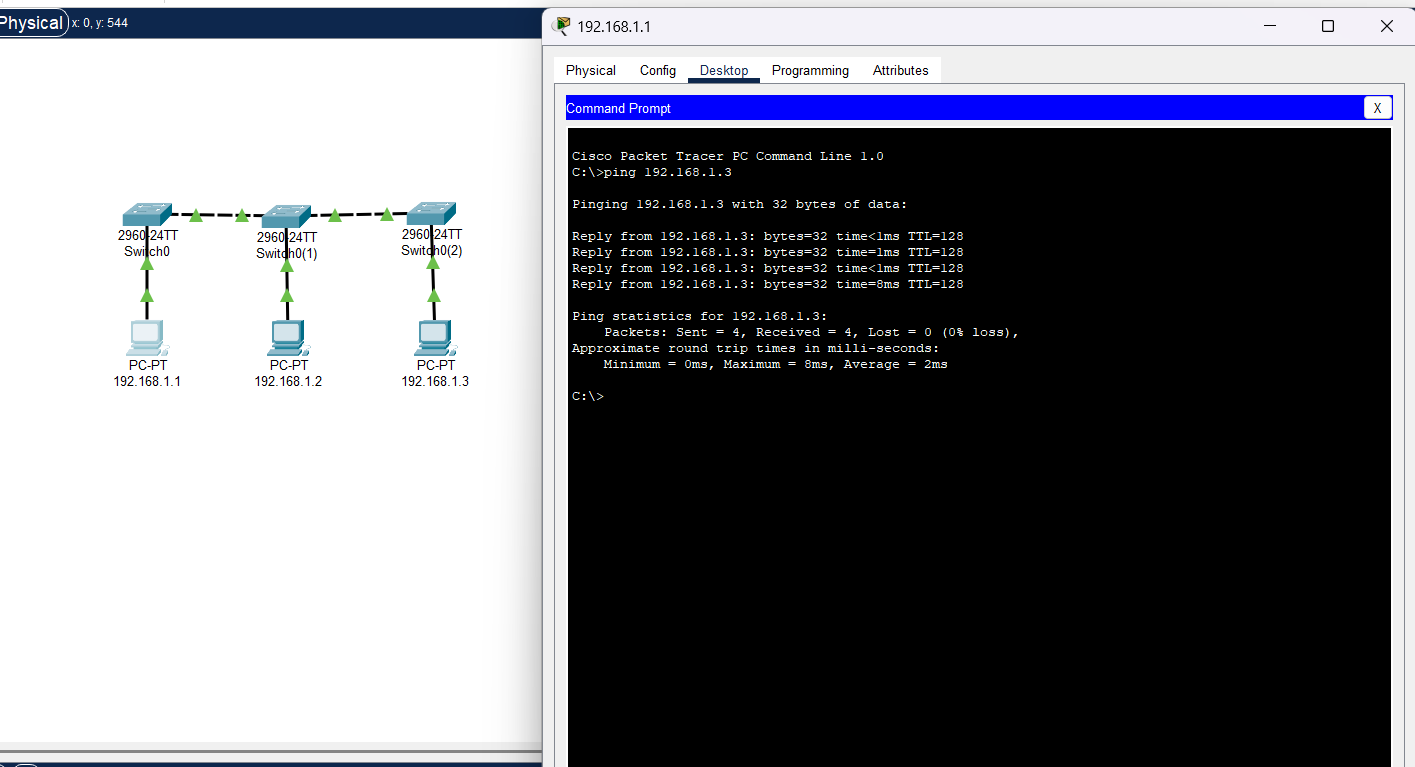 Physical x: 0, y: 544
2960-24TT
Switch0
2960-24TT
Switch0(1)
2960-24TT
Switch0(2)
PC-PT
192.168.1.1
PC-PT
192.168.1.2
PC-PT
192.168.1.3
192.168.1.1
Physical Config Desktop Programming Attributes
Command Prompt X
Cisco Packet Tracer PC Command Line 1.0
C:\>ping 192.168.1.3
Pinging 192.168.1.3 with 32 bytes of data:
Reply from 192.168.1.3: bytes=32 time<1ms TTL=128
Reply from 192.168.1.3: bytes=32 time=1ms TTL=128
Reply from 192.168.1.3: bytes=32 time<1ms TTL=128
Reply from 192.168.1.3: bytes=32 time=8ms TTL=128
Ping statistics for 192.168.1.3:
Packets: Sent = 4, Received = 4, Lost = 0 (0% loss),
Approximate round trip times in milli-seconds:
Minimum = 0ms, Maximum = 8ms, Average = 2ms
C:\>